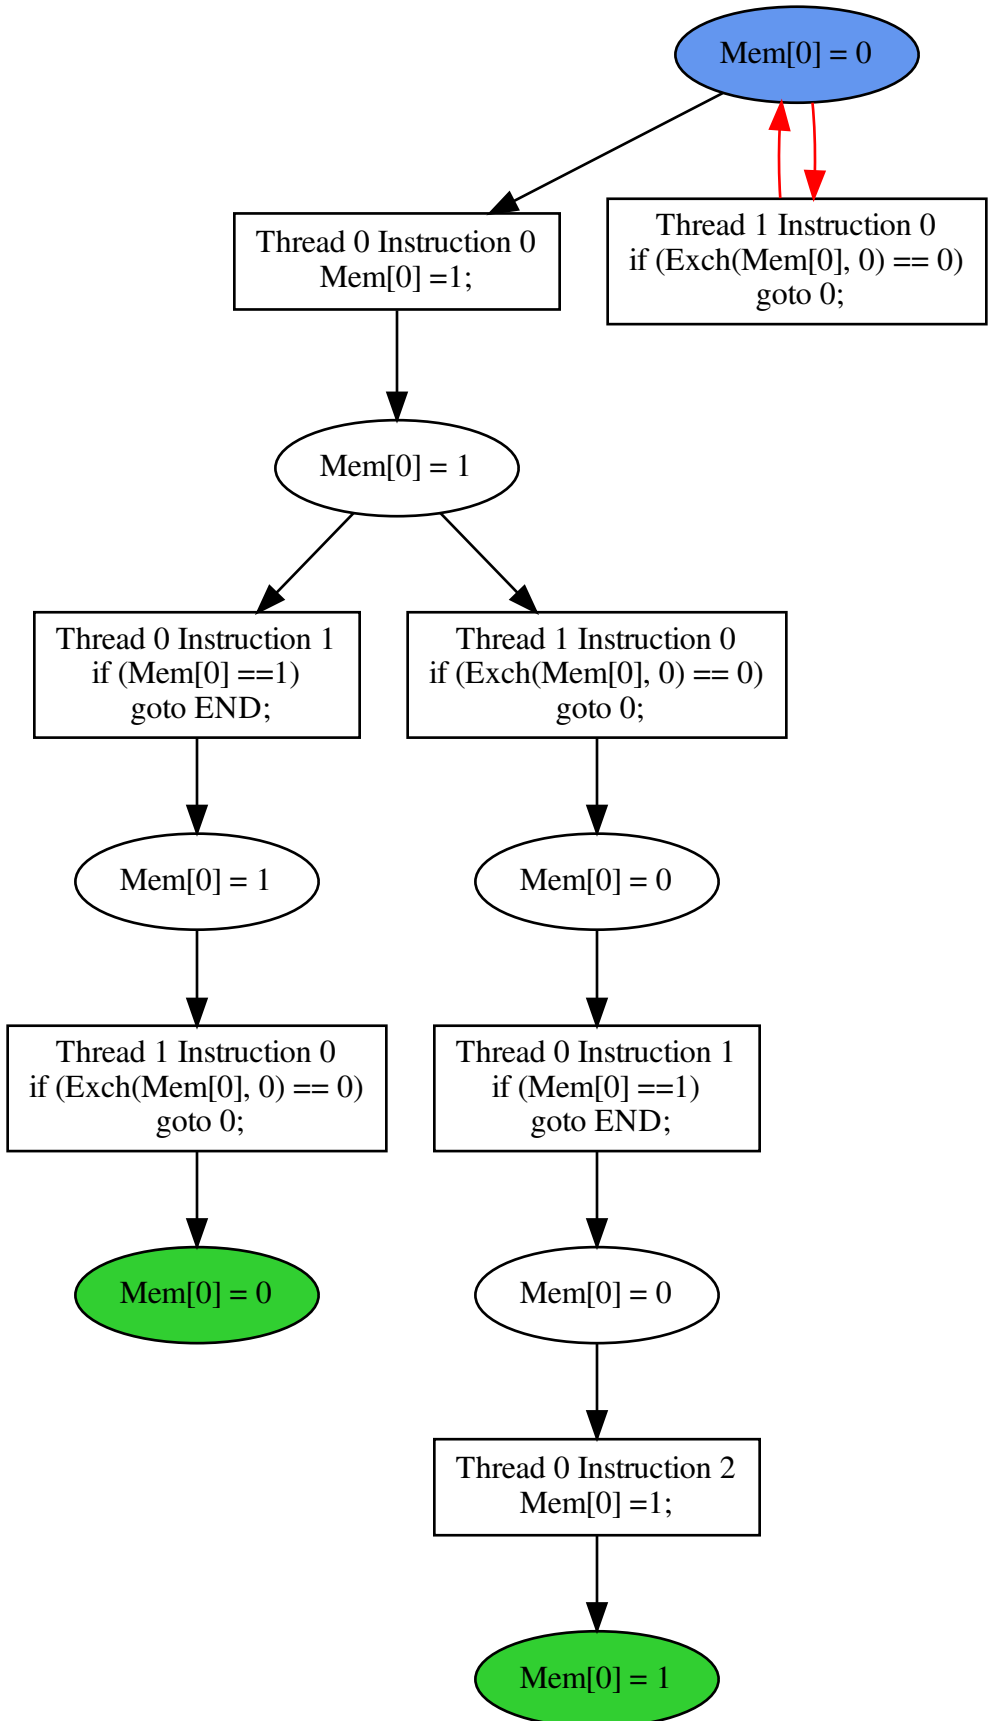 Mem[0] = 0
Thread 0 Instruction 0
Mem[0] =1;
Thread 1 Instruction 0
if (Exch(Mem[0], 0) == 0)
goto 0;
Mem[0] = 1
Thread 0 Instruction 1
if (Mem[0] ==1)
goto END;
Thread 1 Instruction 0
if (Exch(Mem[0], 0) == 0)
goto 0;
Mem[0] = 1
Mem[0] = 0
Thread 1 Instruction 0
if (Exch(Mem[0], 0) == 0)
goto 0;
Thread 0 Instruction 1
if (Mem[0] ==1)
goto END;
Mem[0] = 0
Mem[0] = 0
Thread 0 Instruction 2
Mem[0] =1;
Mem[0] = 1